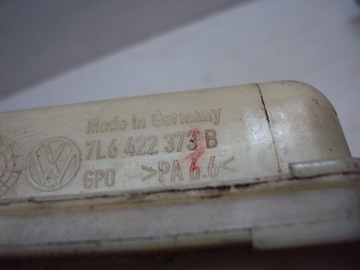 Made in Germany
7L6 422 373 B
GPO >PA 6.6<